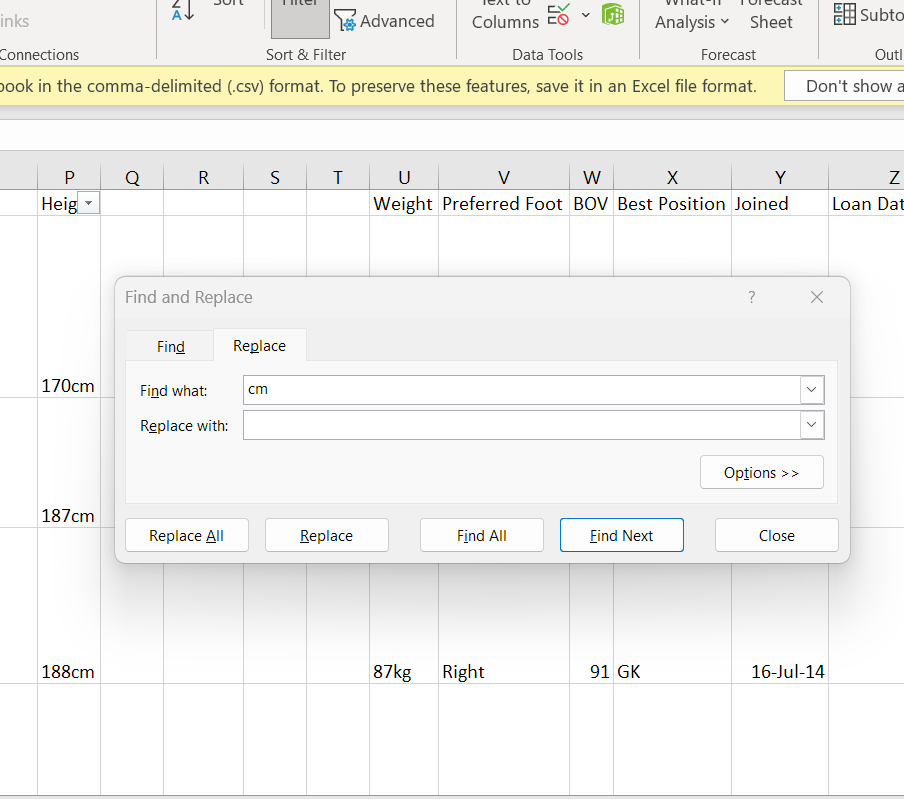 inks
Z
A
Sort
Filter
Advanced
Text to
Columns
What-If
Analysis
Forecast
Sheet
Subto
Connections
Sort & Filter
Data Tools
Forecast
Outl
book in the comma-delimited (.csv) format. To preserve these features, save it in an Excel file format.
Don't show a
P Q R S T U V W X Y Z
Heig Weight Preferred Foot BOV Best Position Joined Loan Dat
Find and Replace ? ×
Find Replace
170cm
Find what: cm
Replace with:
Options >>
187cm
Replace All Replace Find All Find Next Close
188cm 87kg Right 91 GK 16-Jul-14